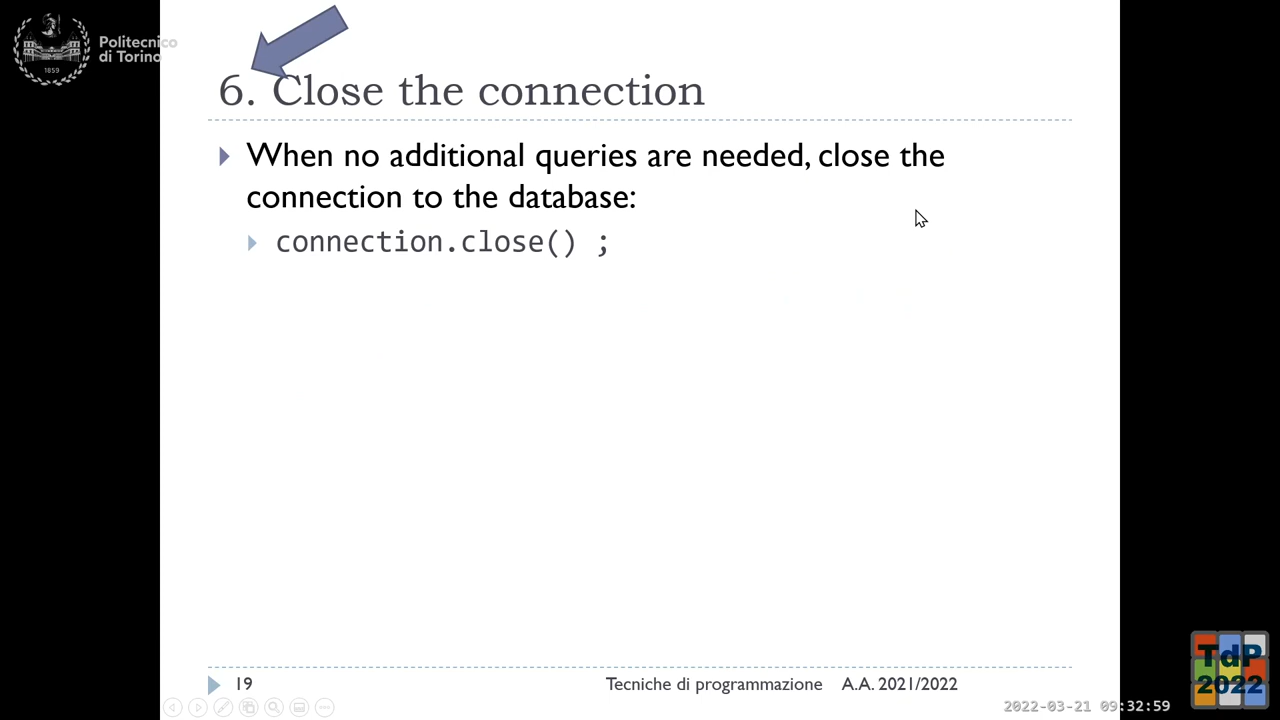 Politecnico
di Torino
1859
6. Close the connection
When no additional queries are needed, close the
connection to the database:
connection.close() ;
19
Tecniche di programmazione A.A. 2021/2022
TdP
2022
2022-03-21 09:32:59